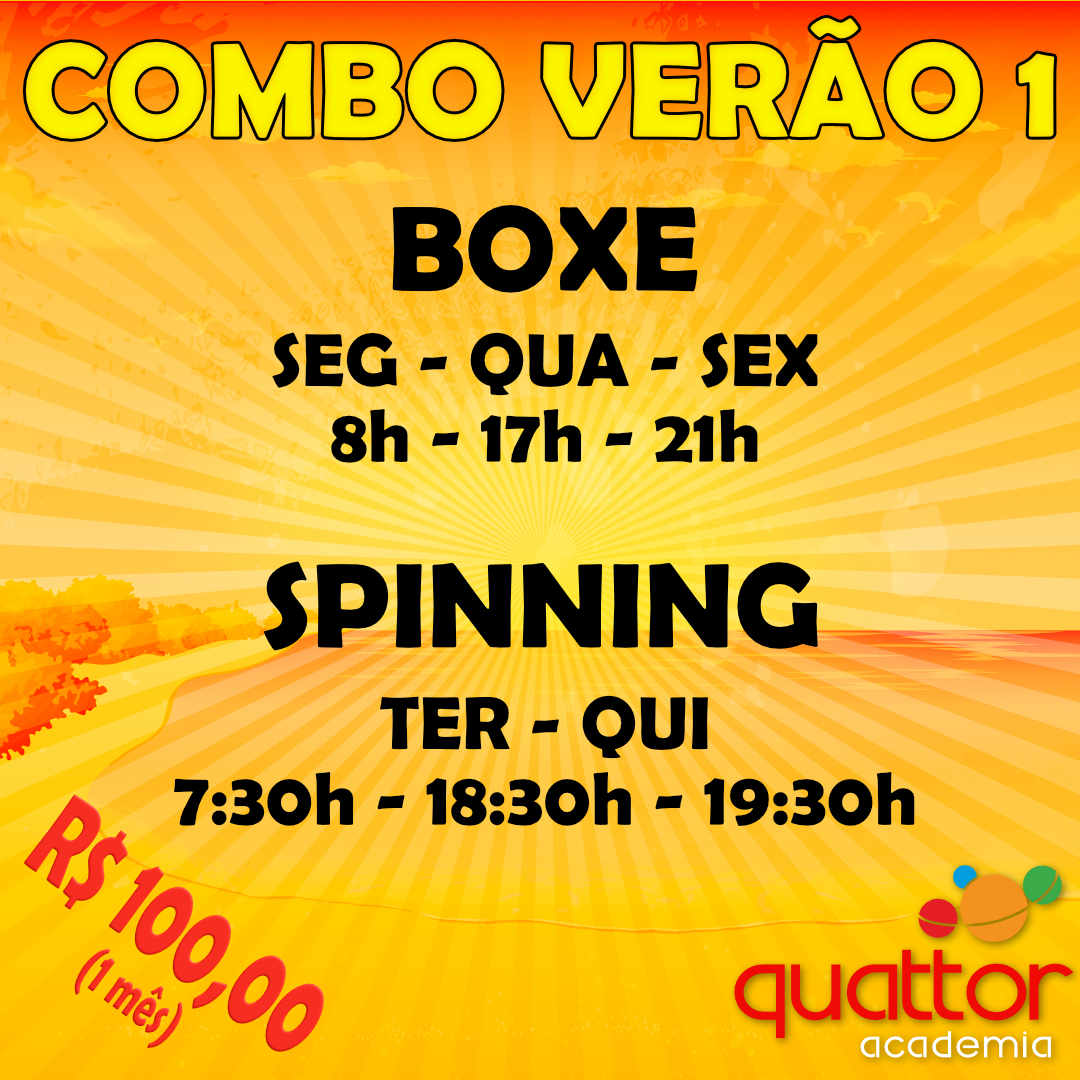 COMBO VERÃO 1
BOXE
SEG - QUA - SEX
8h - 17h - 21h
SPINNING
TER - QUI
7:30h - 18:30h - 19:30h
R$ 100,00
(1 mês)
quattor
academia